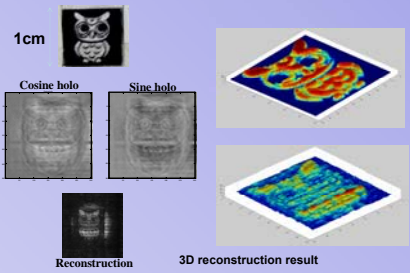 1cm
Cosine holo
Sine holo
Reconstruction
3D reconstruction result